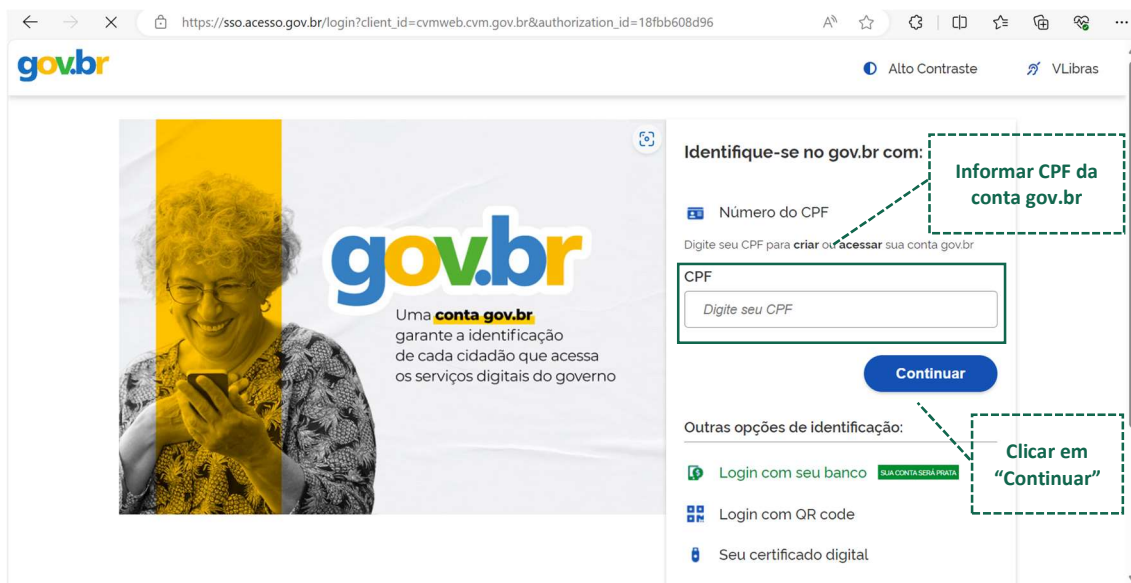 https://sso.acesso.gov.br/login?client_id=cvmweb.cvm.gov.br&authorization_id=18fbb608d96
gov.br
Alto Contraste
VLibras
gov.br
Uma conta gov.br
garante a identificação
de cada cidadão que acessa
os serviços digitais do governo
Identifique-se no gov.br com:
Informar CPF da
conta gov.br
Número do CPF
Digite seu CPF para criar ou acessar sua conta gov.br
CPF
Digite seu CPF
Continuar
Outras opções de identificação:
Clicar em
“Continuar”
Login com seu banco SUA CONTA SERÁ PRATA
Login com QR code
Seu certificado digital